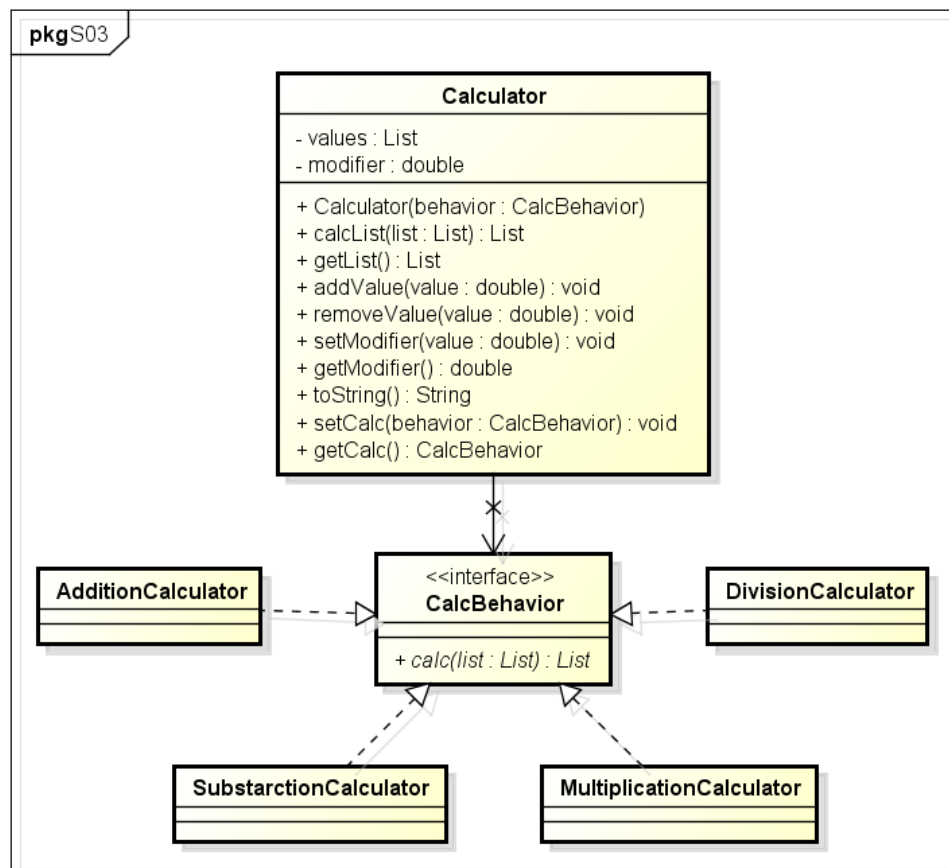 pkg S03
Calculator
- values : List
- modifier : double
+ Calculator(behavior : CalcBehavior)
+ calcList(list : List) : List
+ getList() : List
+ addValue(value : double) : void
+ removeValue(value : double) : void
+ setModifier(value : double) : void
+ getModifier() : double
+ toString() : String
+ setCalc(behavior : CalcBehavior) : void
+ getCalc() : CalcBehavior
AdditionCalculator
<<interface>>
CalcBehavior
+ calc(list : List) : List
DivisionCalculator
SubstarctionCalculator
MultiplicationCalculator